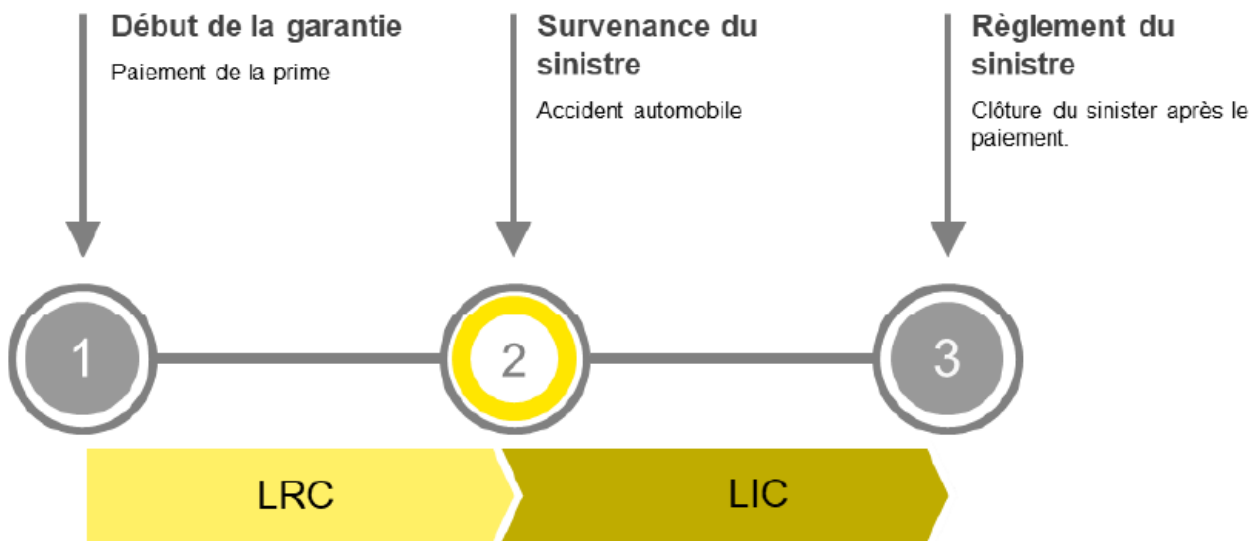 Début de la garantie
Paiement de la prime
Survenance du
sinistre
Accident automobile
Règlement du
sinistre
Clôture du sinister après le
paiement.
1
2
3
LRC
LIC